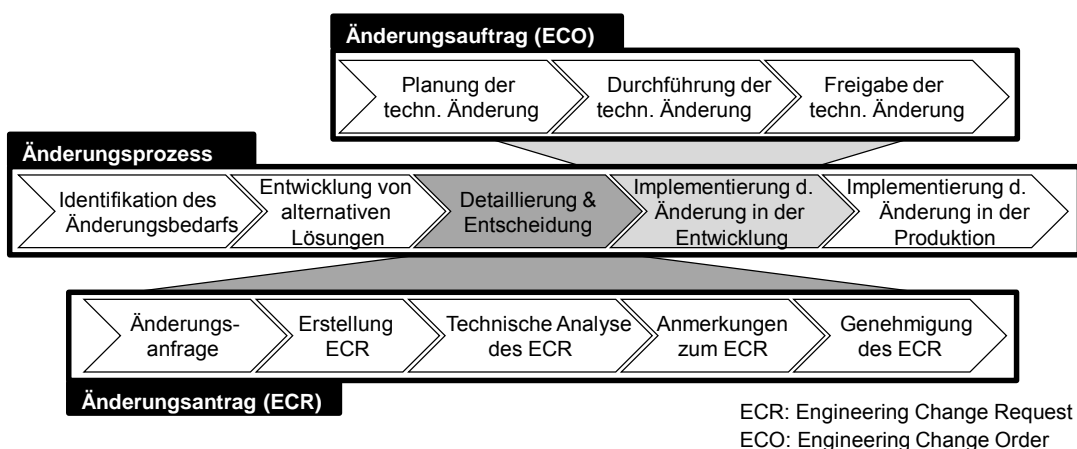 Änderungsauftrag (ECO)
Planung der
techn. Änderung
Durchführung der
techn. Änderung
Freigabe der
techn. Änderung
Änderungsprozess
Identifikation des
Änderungsbedarfs
Entwicklung von
alternativen
Lösungen
Detaillierung &
Entscheidung
Implementierung d.
Änderung in der
Entwicklung
Implementierung d.
Änderung in der
Produktion
Änderungs-
anfrage
Erstellung
ECR
Technische Analyse
des ECR
Anmerkungen
zum ECR
Genehmigung
des ECR
Änderungsantrag (ECR)
ECR: Engineering Change Request
ECO: Engineering Change Order